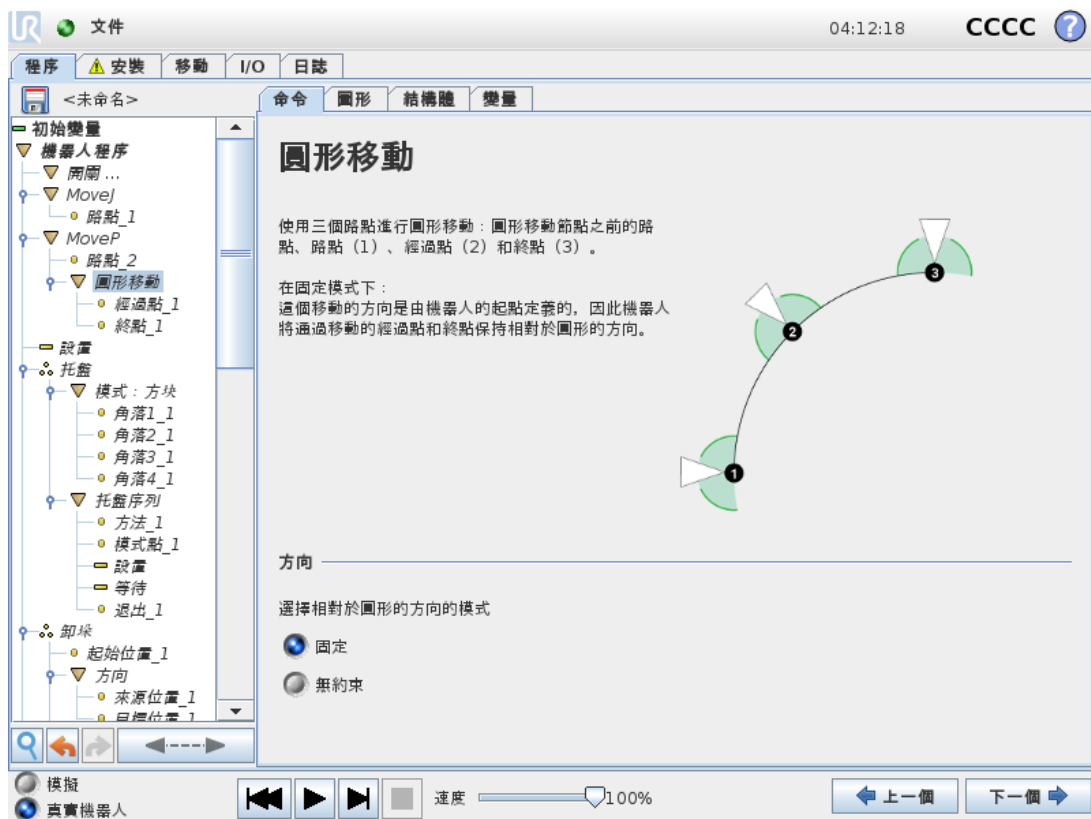 UR 文件 04:12:18 CCCC ?
程序 安裝 移動 I/O 日誌
<未命名> 命令 圖形 結構體 變量
初始變量
機器人程序
開關 ...
MoveJ
路點_1
MoveP
路點_2
圓形移動
經過點_1
終點_1
設置
托盤
模式：方块
角落1_1
角落2_1
角落3_1
角落4_1
托盤序列
方法_1
模式點_1
設置
等待
退出_1
卸垛
起始位置_1
方向
來源位置_1
目標位置_1
圓形移動
使用三個路點進行圓形移動：圓形移動節點之前的路
點、路點（1）、經過點（2）和終點（3）。
在固定模式下：
這個移動的方向是由機器人的起點定義的，因此機器人
將通過移動的經過點和終點保持相對於圓形的方向。
3
2
1
方向
選擇相對於圓形的方向的模式
固定
無約束
模擬
真實機器人
速度 100%
上一個 下一個